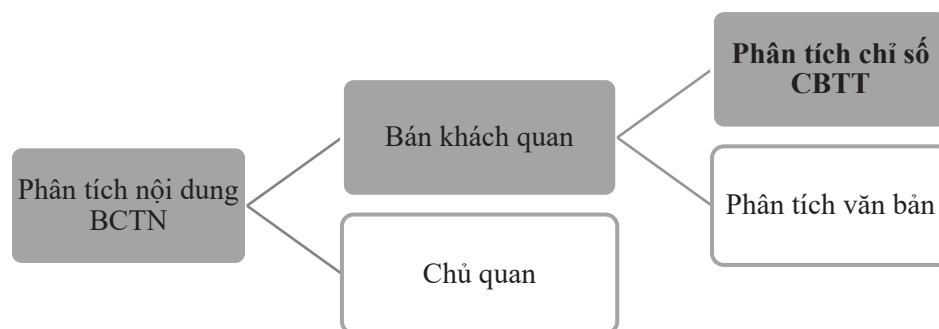 Phân tích chỉ số
CBTT
Bán khách quan
Phân tích nội dung
BCTN
Phân tích văn bản
Chủ quan